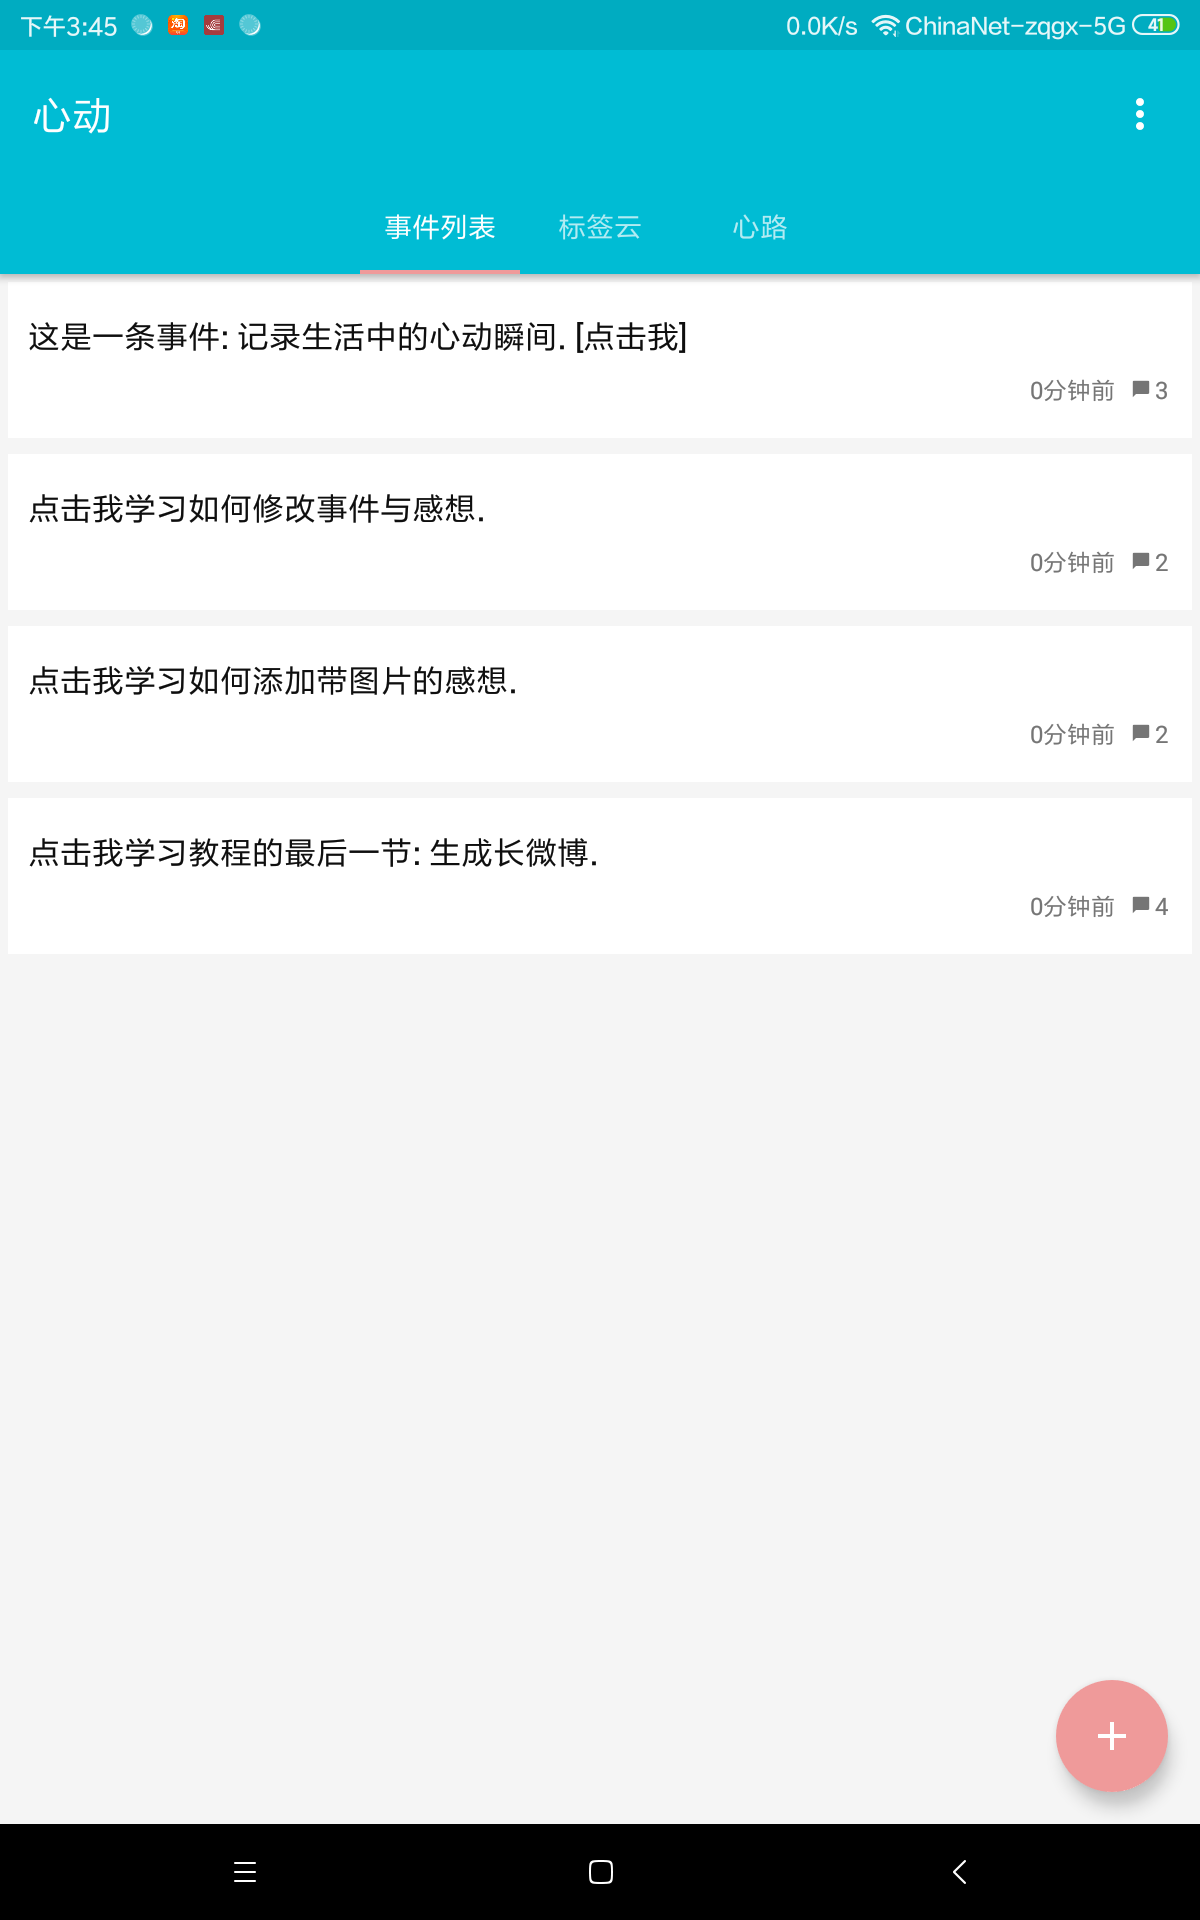 下午3:45 淘 0.0K/s ChinaNet-zqgx-5G 41
心动
事件列表 标签云 心路
这是一条事件: 记录生活中的心动瞬间. [点击我]
0分钟前 3
点击我学习如何修改事件与感想.
0分钟前 2
点击我学习如何添加带图片的感想.
0分钟前 2
点击我学习教程的最后一节: 生成长微博.
0分钟前 4